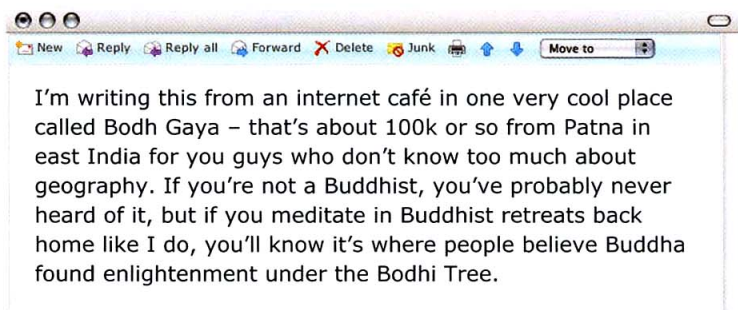 New Reply Reply all Forward Delete Junk Move to
I'm writing this from an internet café in one very cool place
called Bodh Gaya – that's about 100k or so from Patna in
east India for you guys who don't know too much about
geography. If you're not a Buddhist, you've probably never
heard of it, but if you meditate in Buddhist retreats back
home like I do, you'll know it's where people believe Buddha
found enlightenment under the Bodhi Tree.